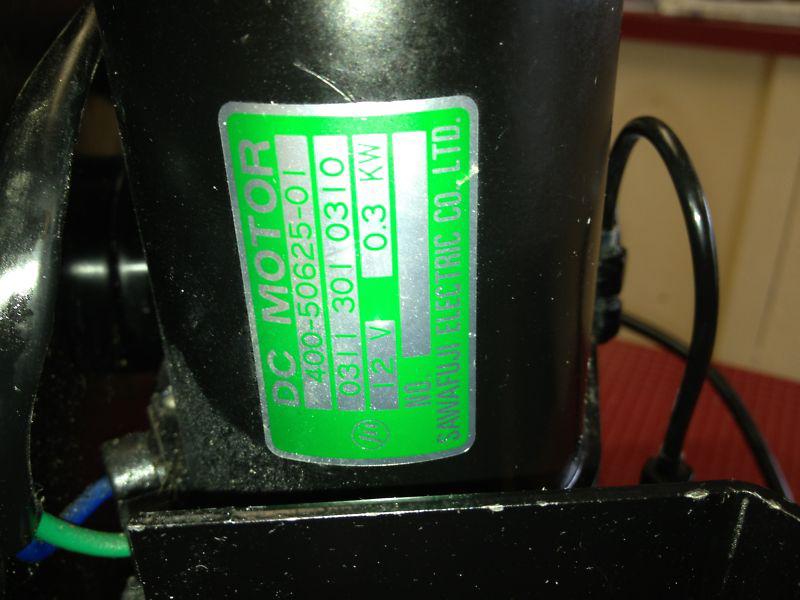 DC MOTOR
400-50625-01
0311 301 0310
12 V 0.3 KW
NO.
SAWAFUJI ELECTRIC CO., LTD.